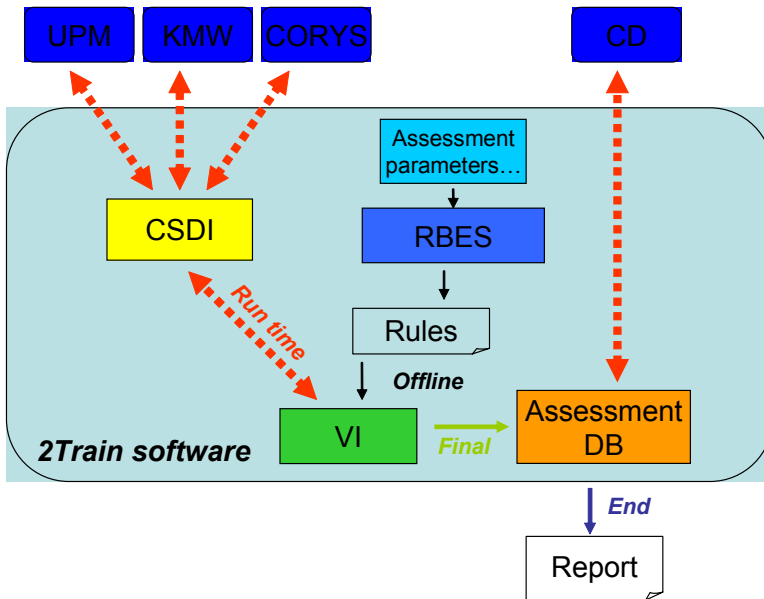 UPM
KMW
CORYS
CD
Assessment
parameters…
CSDI
RBES
Run time
Rules
Offline
2Train software
VI
Final
Assessment
DB
End
Report